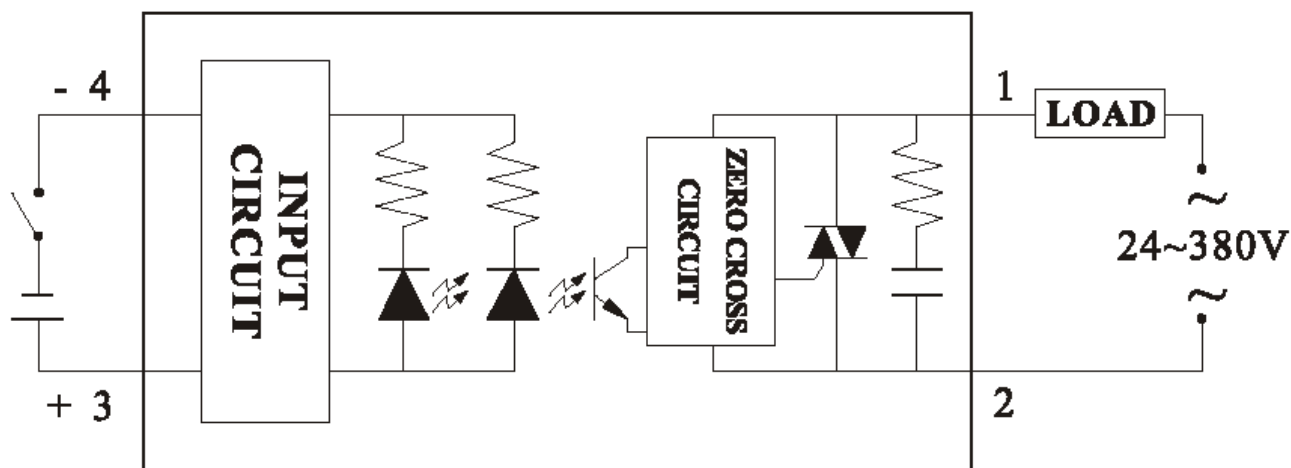 - 4
+ 3
INPUT
CIRCUIT
ZERO CROSS
CIRCUIT
1
2
LOAD
~
24~380V
~